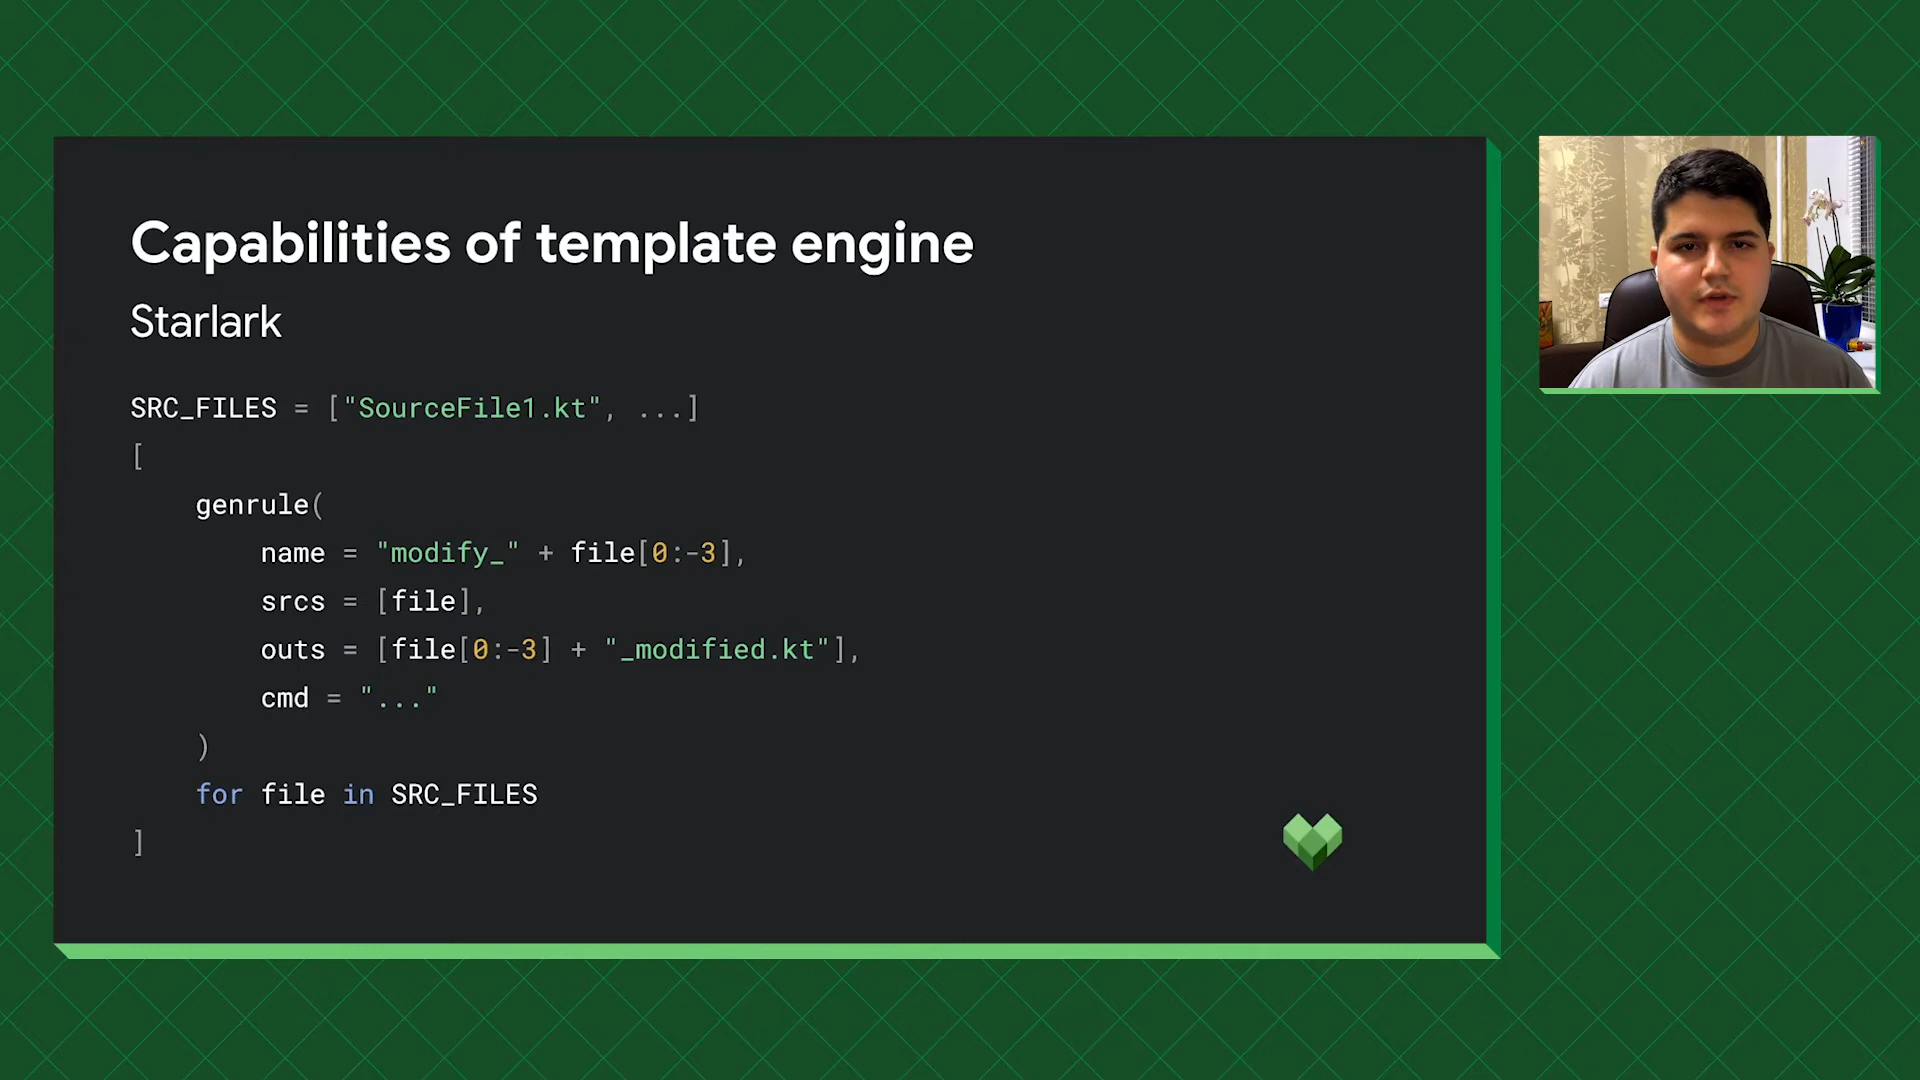 Capabilities of template engine
Starlark
SRC_FILES = ["SourceFile1.kt", ...]
[
    genrule(
        name = "modify_" + file[0:-3],
        srcs = [file],
        outs = [file[0:-3] + "_modified.kt"],
        cmd = "..."
    )
    for file in SRC_FILES
]